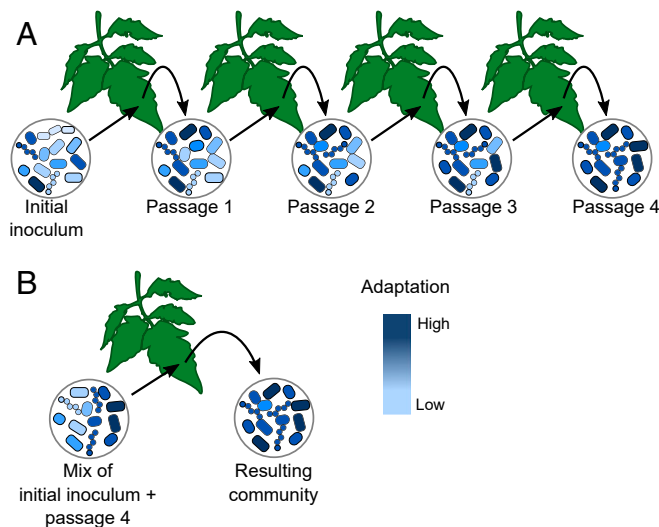 A
Initial
inoculum
Passage 1
Passage 2
Passage 3
Passage 4
B
Mix of
initial inoculum +
passage 4
Resulting
community
Adaptation
High
Low